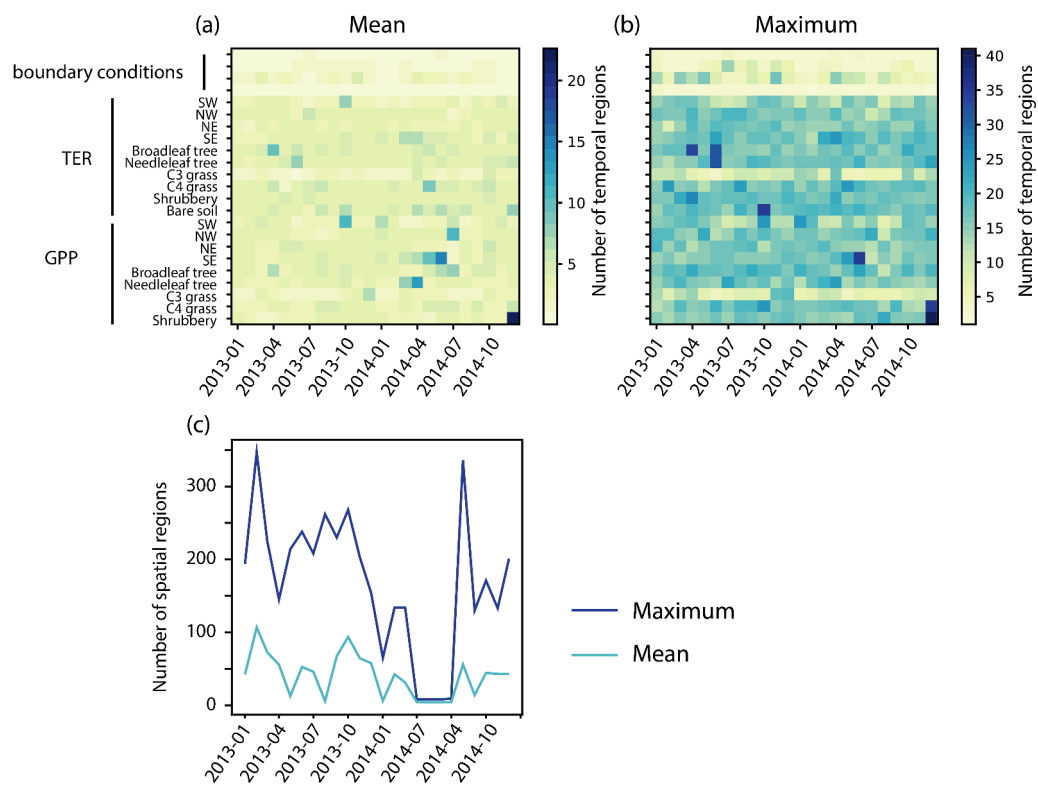 (a) Mean
(b) Maximum
boundary conditions
TER
SW
NW
NE
SE
Broadleaf tree
Needleleaf tree
C3 grass
C4 grass
Shrubbery
Bare soil
GPP
SW
NW
NE
SE
Broadleaf tree
Needleleaf tree
C3 grass
C4 grass
Shrubbery
2013-01
2013-04
2013-07
2013-10
2014-01
2014-04
2014-07
2014-10
20
15
10
5
Number of temporal regions
2013-01
2013-04
2013-07
2013-10
2014-01
2014-04
2014-07
2014-10
40
35
30
25
20
15
10
5
Number of temporal regions
(c)
Number of spatial regions
300
200
100
0
2013-01
2013-04
2013-07
2013-10
2014-01
2014-07
2014-04
2014-10
Maximum
Mean